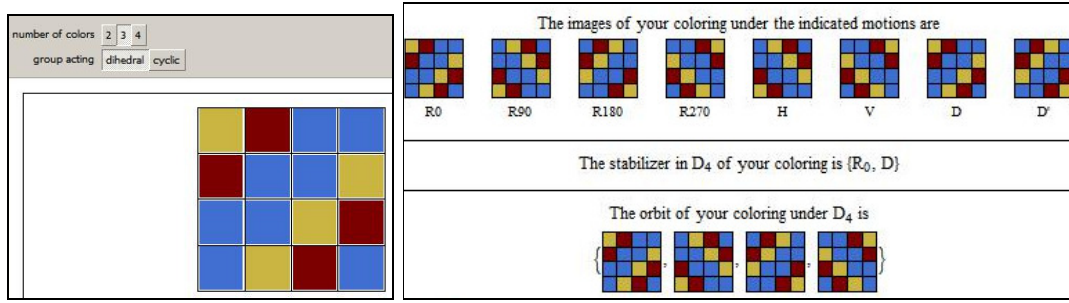 number of colors 2 3 4
group acting dihedral cyclic
The images of your coloring under the indicated motions are
R0 R90 R180 R270 H V D D'
The stabilizer in D₄ of your coloring is {R₀, D}
The orbit of your coloring under D₄ is
{ , , , }